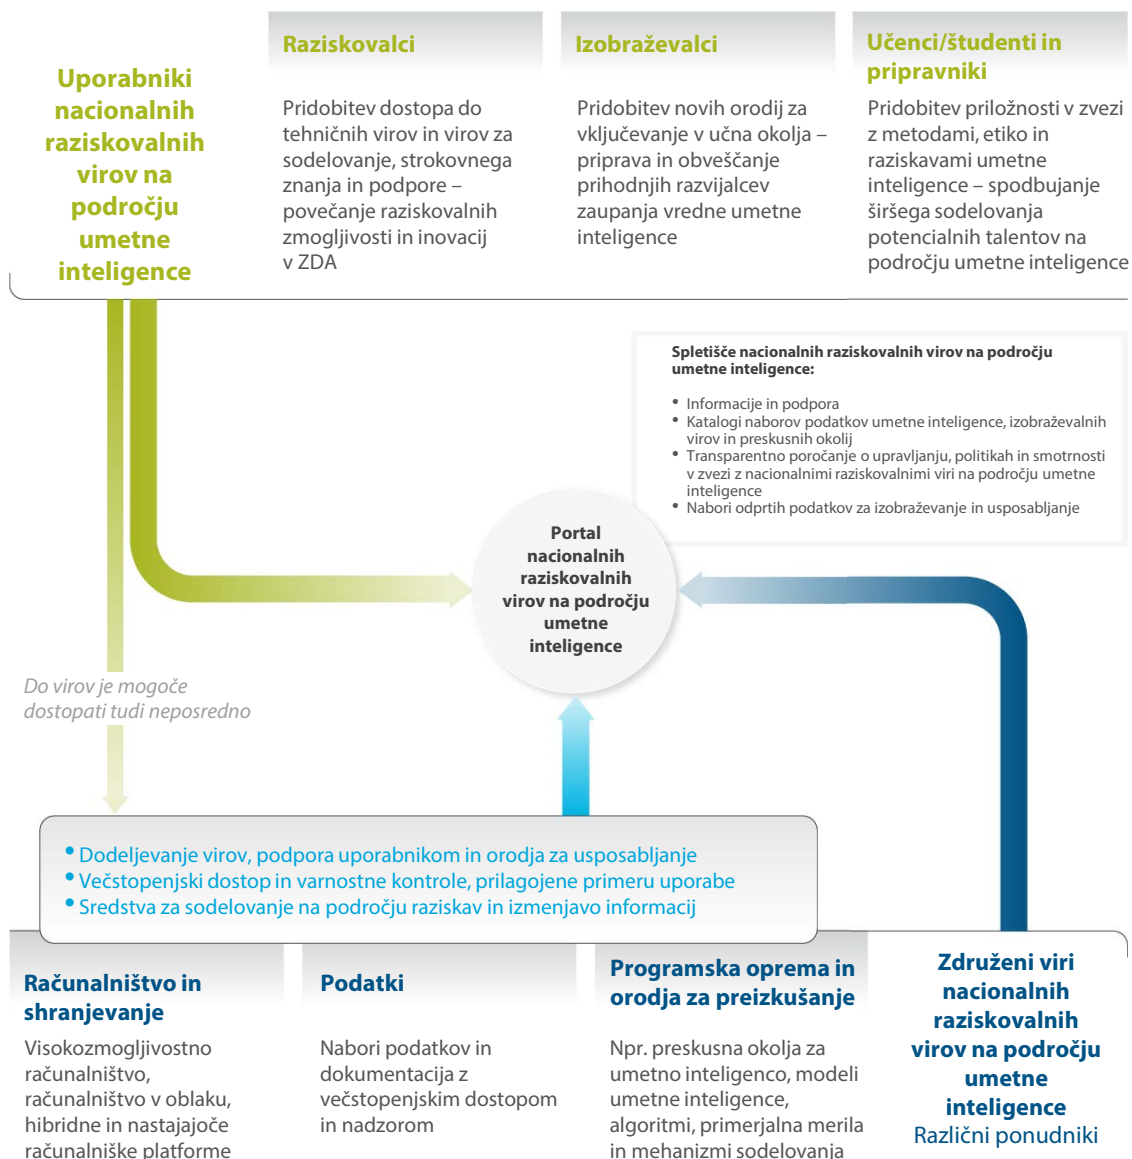 Uporabniki
nacionalnih
raziskovalnih
virov na
področju
umetne
inteligence
Raziskovalci
Pridobitev dostopa do
tehničnih virov in virov za
sodelovanje, strokovnega
znanja in podpore –
povečanje raziskovalnih
zmogljivosti in inovacij
v ZDA
Izobraževalci
Pridobitev novih orodij za
vključevanje v učna okolja –
priprava in obveščanje
prihodnjih razvijalcev
zaupanja vredne umetne
inteligence
Učenci/študenti in
pripravniki
Pridobitev priložnosti v zvezi
z metodami, etiko in
raziskavami umetne
inteligence – spodbujanje
širšega sodelovanja
potencialnih talentov na
področju umetne inteligence
Spletišče nacionalnih raziskovalnih virov na področju
umetne inteligence:
• Informacije in podpora
• Katalogi naborov podatkov umetne inteligence, izobraževalnih
virov in preskusnih okolij
• Transparentno poročanje o upravljanju, politikah in smotrnosti
v zvezi z nacionalnimi raziskovalnimi viri na področju umetne
inteligence
• Nabori odprtih podatkov za izobraževanje in usposabljanje
Portal
nacionalnih
raziskovalnih
virov na področju
umetne
inteligence
Do virov je mogoče
dostopati tudi neposredno
• Dodeljevanje virov, podpora uporabnikom in orodja za usposabljanje
• Večstopenjski dostop in varnostne kontrole, prilagojene primeru uporabe
• Sredstva za sodelovanje na področju raziskav in izmenjavo informacij
Računalništvo in
shranjevanje
Visokozmogljivostno
računalništvo,
računalništvo v oblaku,
hibridne in nastajajoče
računalniške platforme
Podatki
Nabori podatkov in
dokumentacija z
večstopenjskim dostopom
in nadzorom
Programska oprema in
orodja za preizkušanje
Npr. preskusna okolja za
umetno inteligenco, modeli
umetne inteligence,
algoritmi, primerjalna merila
in mehanizmi sodelovanja
Združeni viri
nacionalnih
raziskovalnih
virov na področju
umetne
inteligence
Različni ponudniki